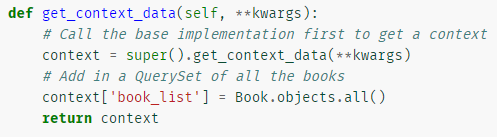 def get_context_data(self, **kwargs):
    # Call the base implementation first to get a context
    context = super().get_context_data(**kwargs)
    # Add in a QuerySet of all the books
    context['book_list'] = Book.objects.all()
    return context